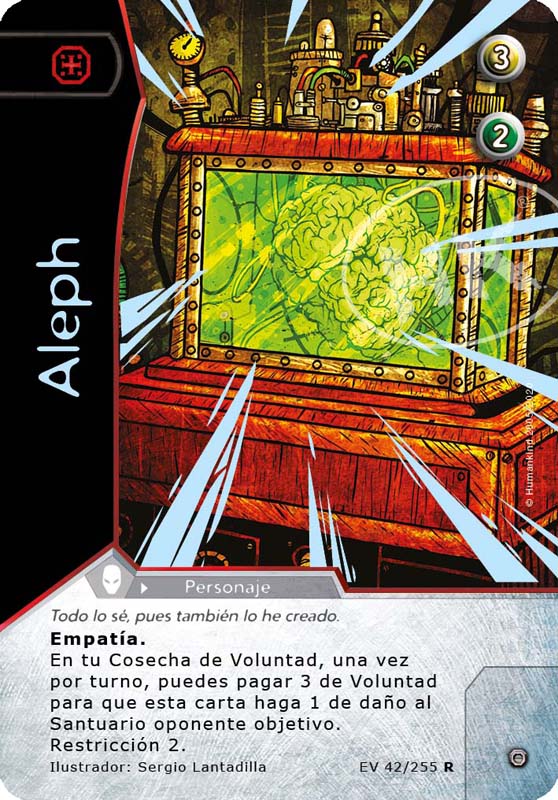 3
2
Aleph
Personaje
Todo lo sé, pues también lo he creado.
Empatía.
En tu Cosecha de Voluntad, una vez
por turno, puedes pagar 3 de Voluntad
para que esta carta haga 1 de daño al
Santuario oponente objetivo.
Restricción 2.
Ilustrador: Sergio Lantadilla
EV 42/255 R